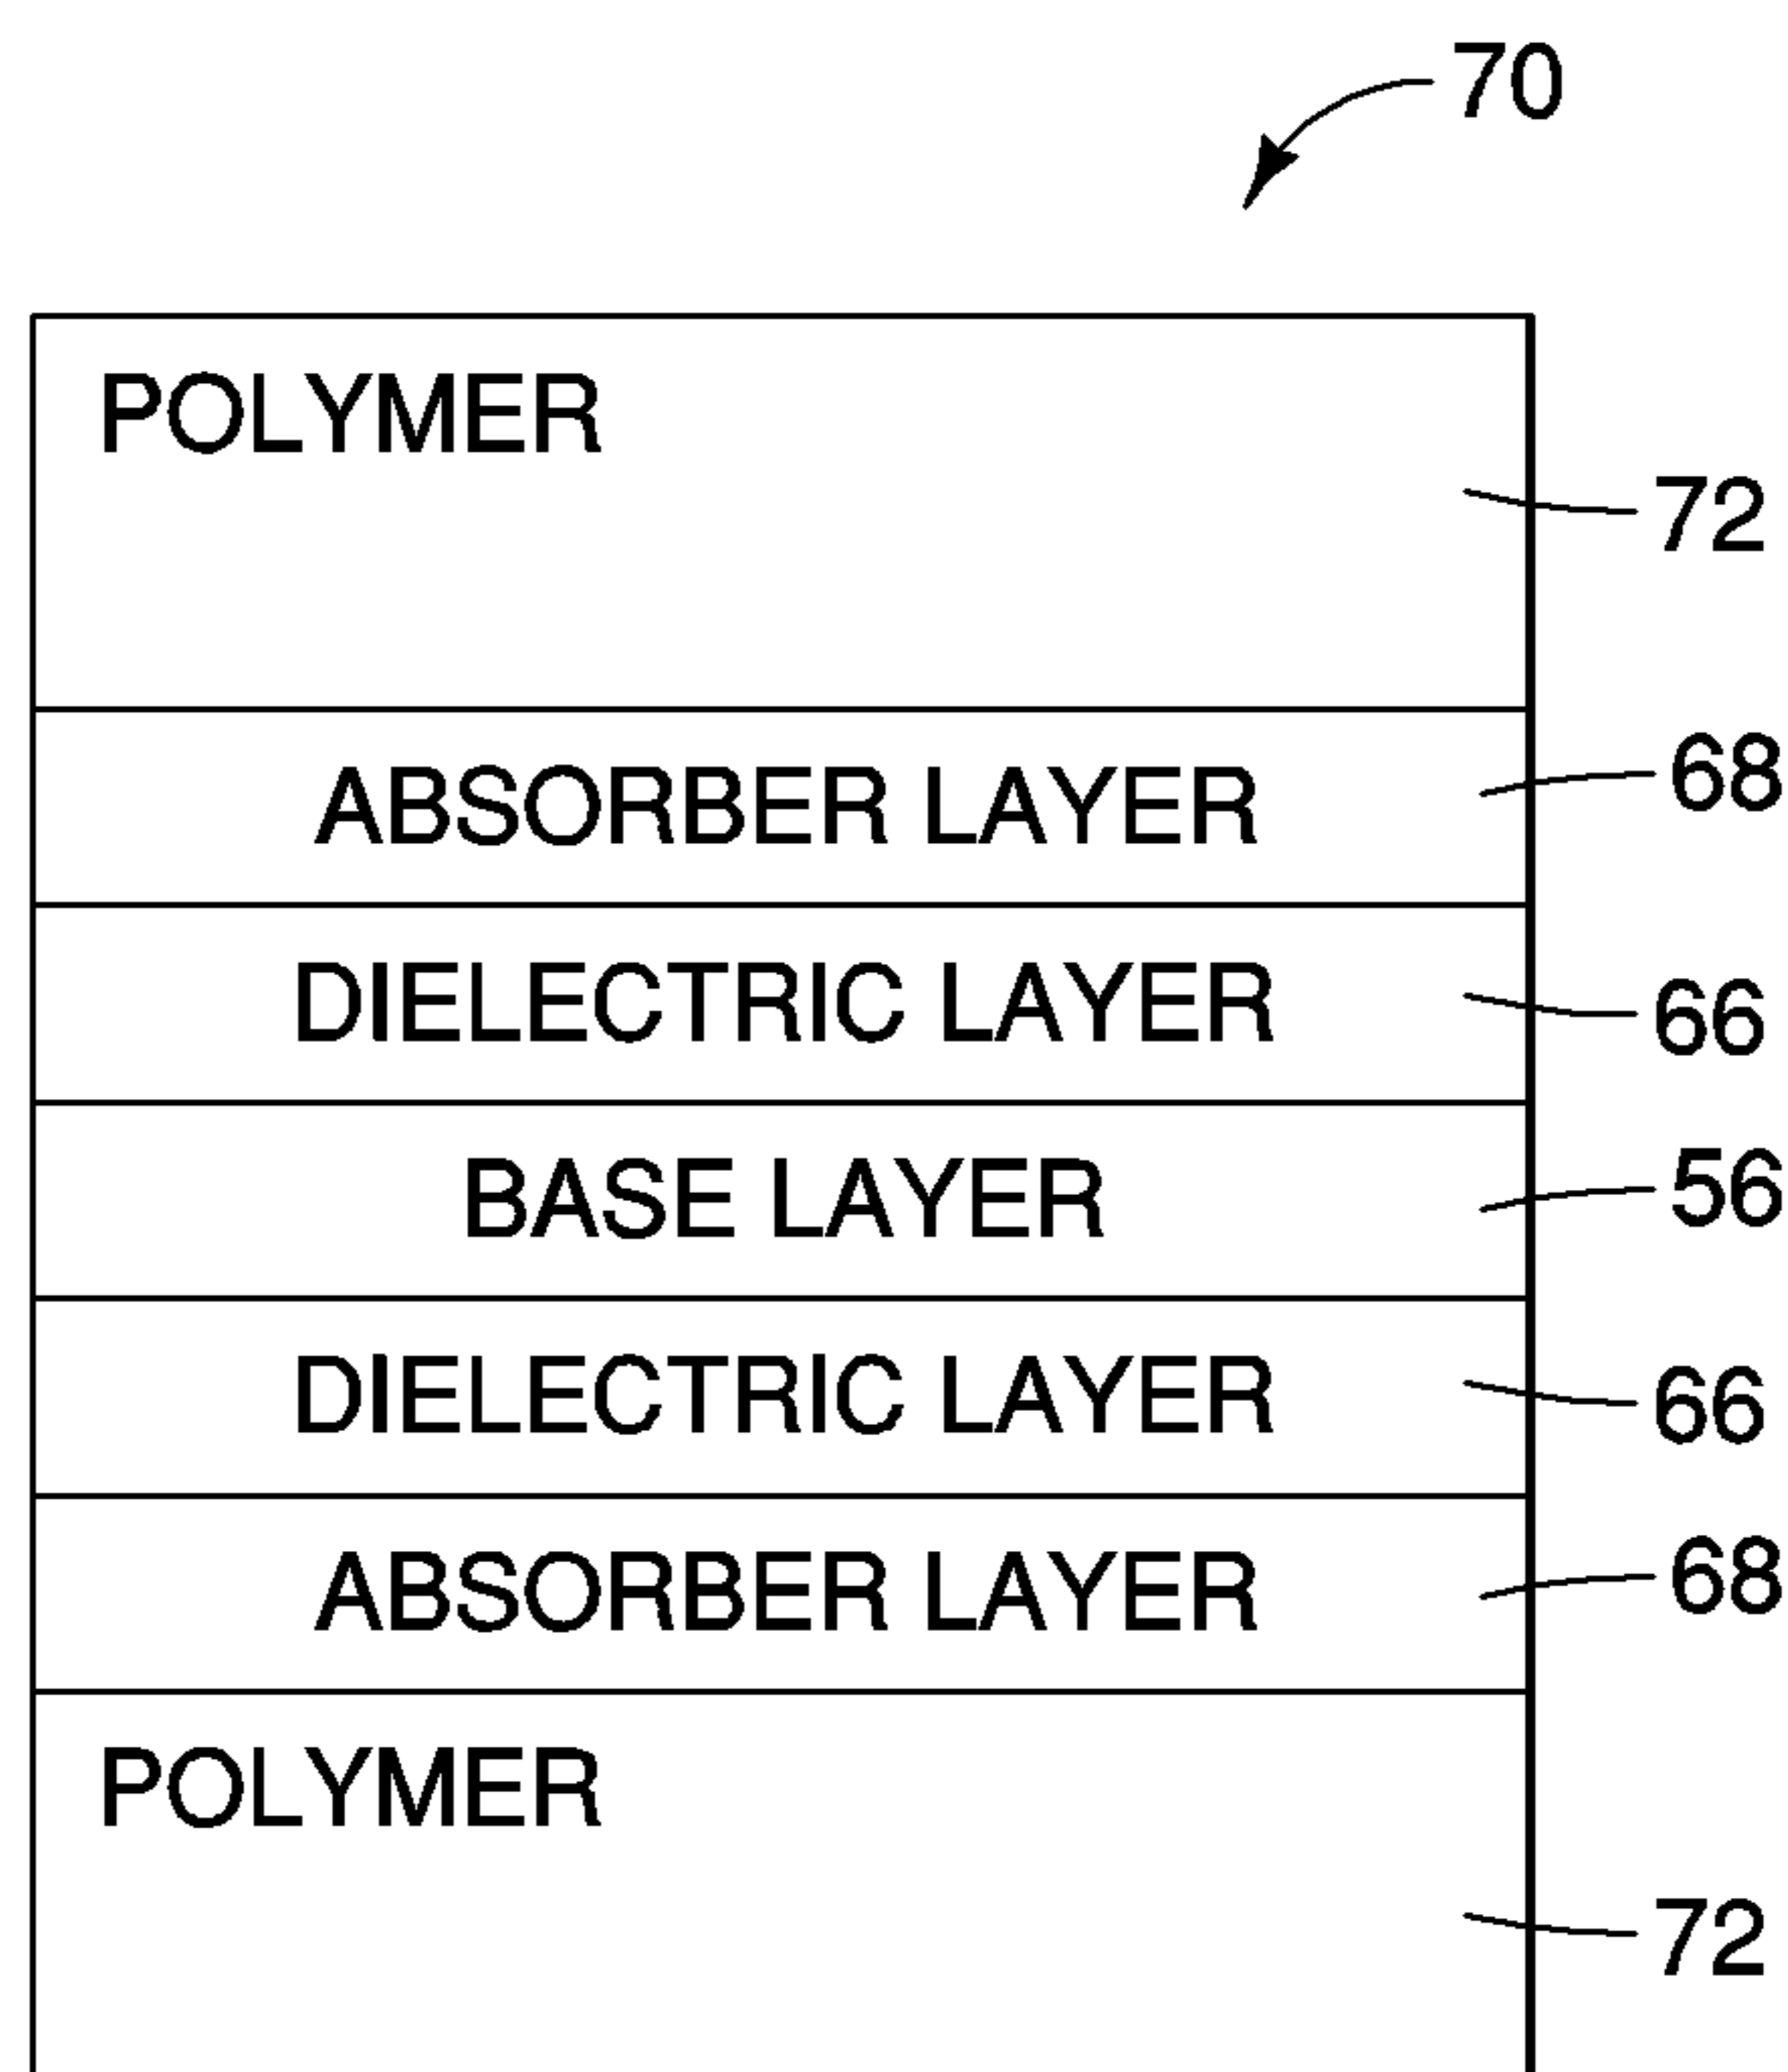 70
POLYMER
72
ABSORBER LAYER 68
DIELECTRIC LAYER 66
BASE LAYER 56
DIELECTRIC LAYER 66
ABSORBER LAYER 68
POLYMER
72